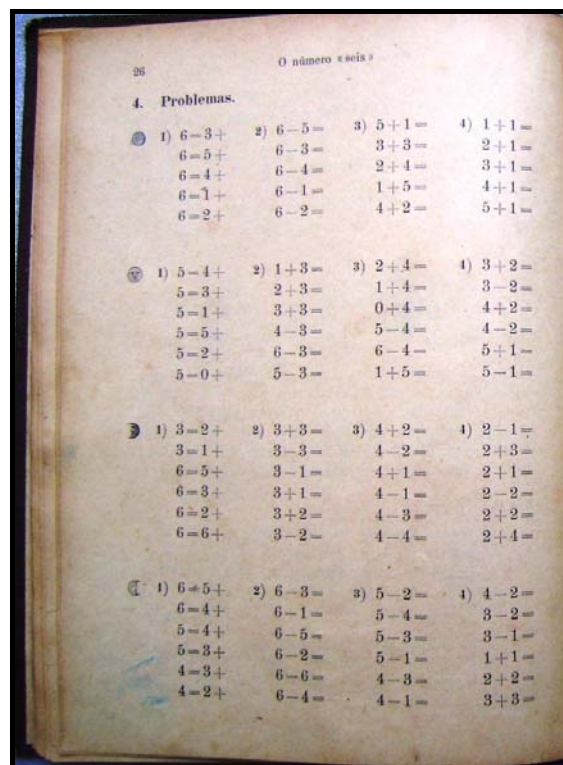 26
O número «seis»
4. Problemas.
1) 6=3+ 2) 6−5= 3) 5+1= 4) 1+1=
6=5+ 6−3= 3+3= 2+1=
6=4+ 6−4= 2+4= 3+1=
6=1+ 6−1= 1+5= 4+1=
6=2+ 6−2= 4+2= 5+1=
1) 5=4+ 2) 1+3= 3) 2+4= 4) 3+2=
5=3+ 2+3= 1+4= 3−2=
5=1+ 3+3= 0+4= 4+2=
5=5+ 4−3= 5−4= 4−2=
5=2+ 6−3= 6−4= 5+1=
5=0+ 5−3= 1+5= 5−1=
1) 3=2+ 2) 3+3= 3) 4+2= 4) 2−1=
3=1+ 3−3= 4−2= 2+3=
6=5+ 3−1= 4+1= 2+1=
6=3+ 3+1= 4−1= 2−2=
6=2+ 3+2= 4−3= 2+2=
6=6+ 3−2= 4−4= 2+4=
1) 6=5+ 2) 6−3= 3) 5−2= 4) 4−2=
6=4+ 6−1= 5−4= 3−2=
5=4+ 6−5= 5−3= 3−1=
5=3+ 6−2= 5−1= 1+1=
4=3+ 6−6= 4−3= 2+2=
4=2+ 6−4= 4−1= 3+3=